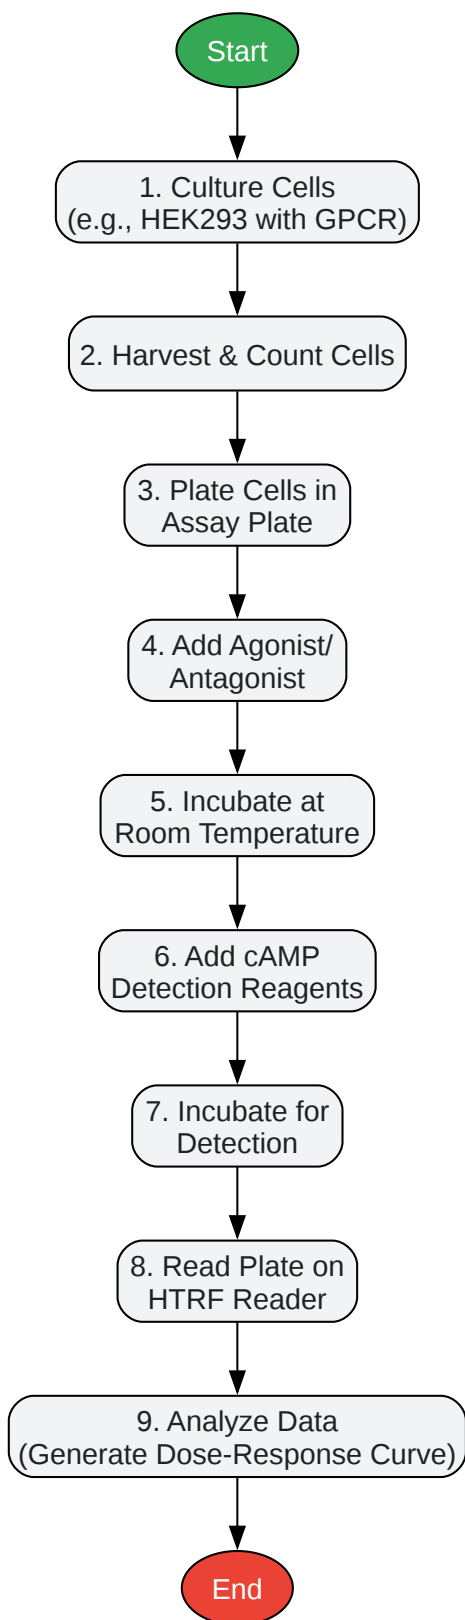 Start
1. Culture Cells
(e.g., HEK293 with GPCR)
2. Harvest & Count Cells
3. Plate Cells in
Assay Plate
4. Add Agonist/
Antagonist
5. Incubate at
Room Temperature
6. Add cAMP
Detection Reagents
7. Incubate for
Detection
8. Read Plate on
HTRF Reader
9. Analyze Data
(Generate Dose-Response Curve)
End